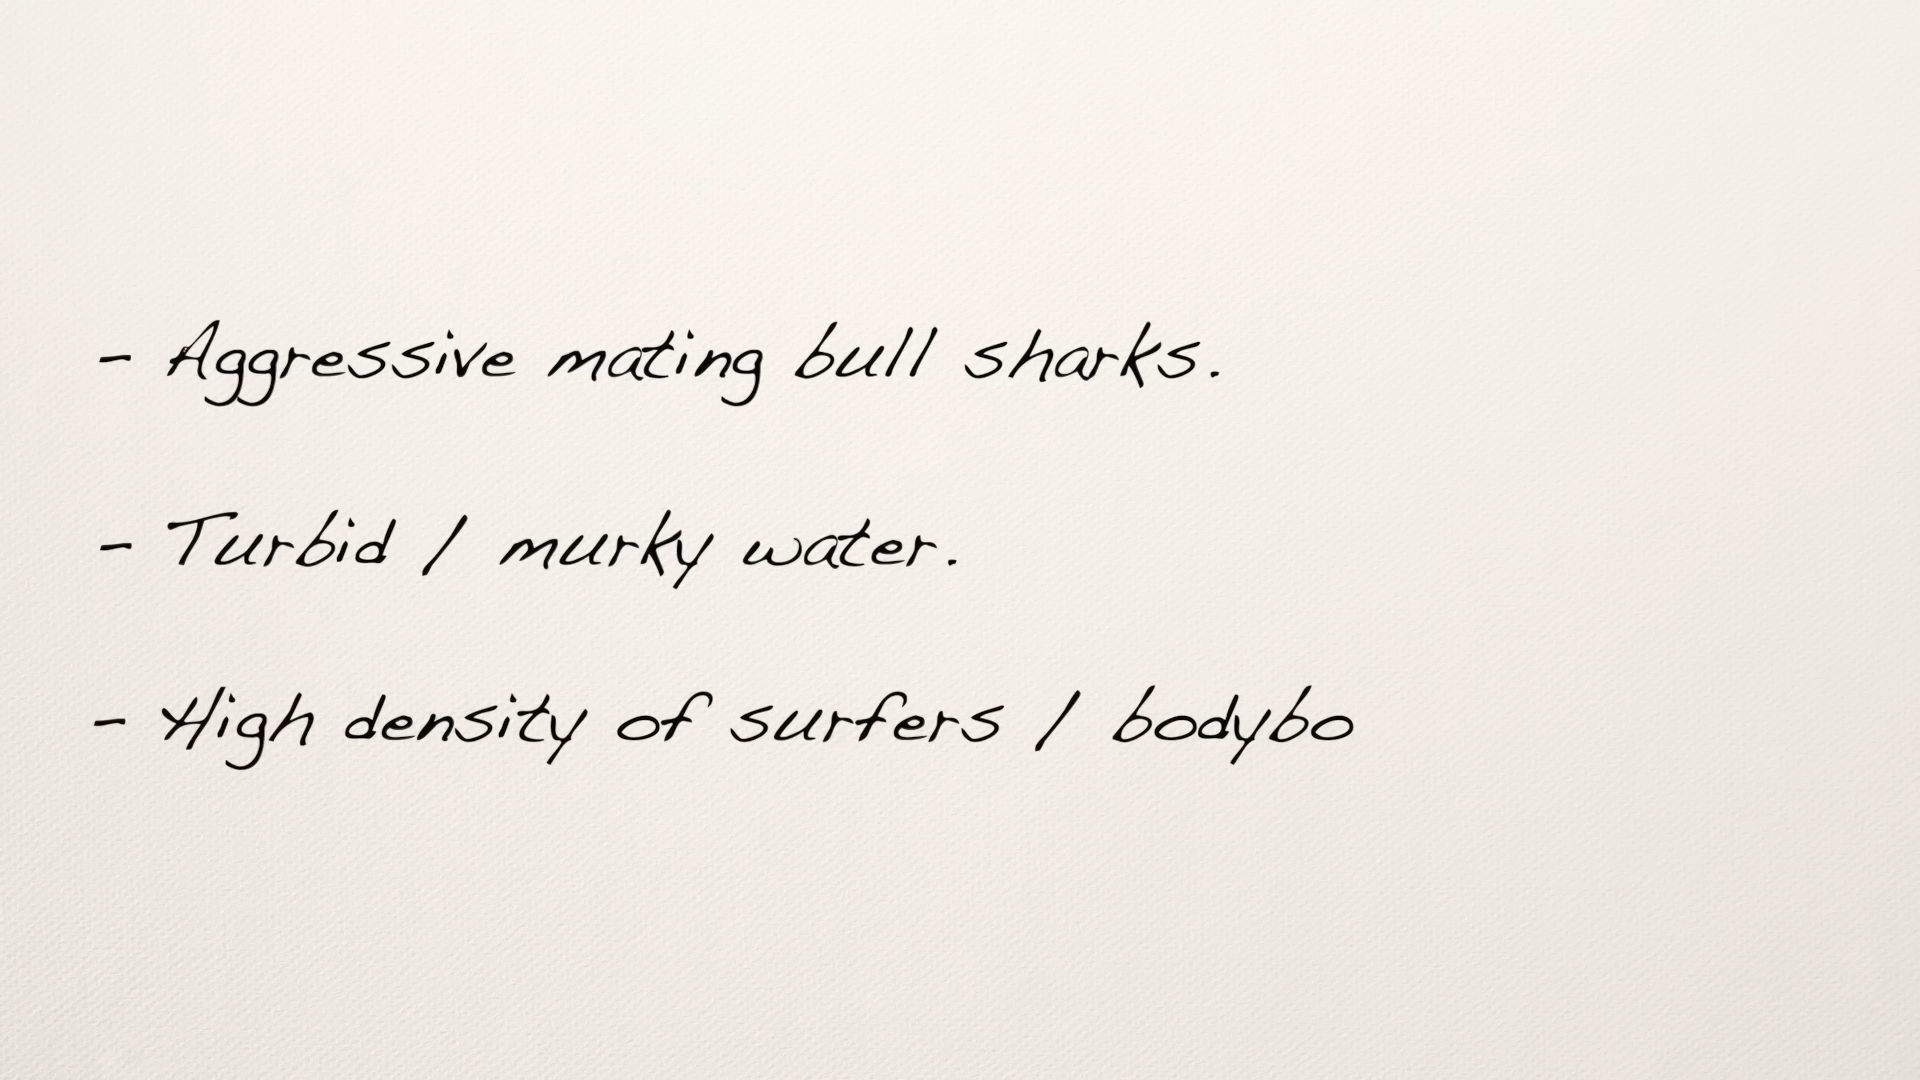 - Aggressive mating bull sharks.
- Turbid / murky water.
- High density of surfers / bodybo